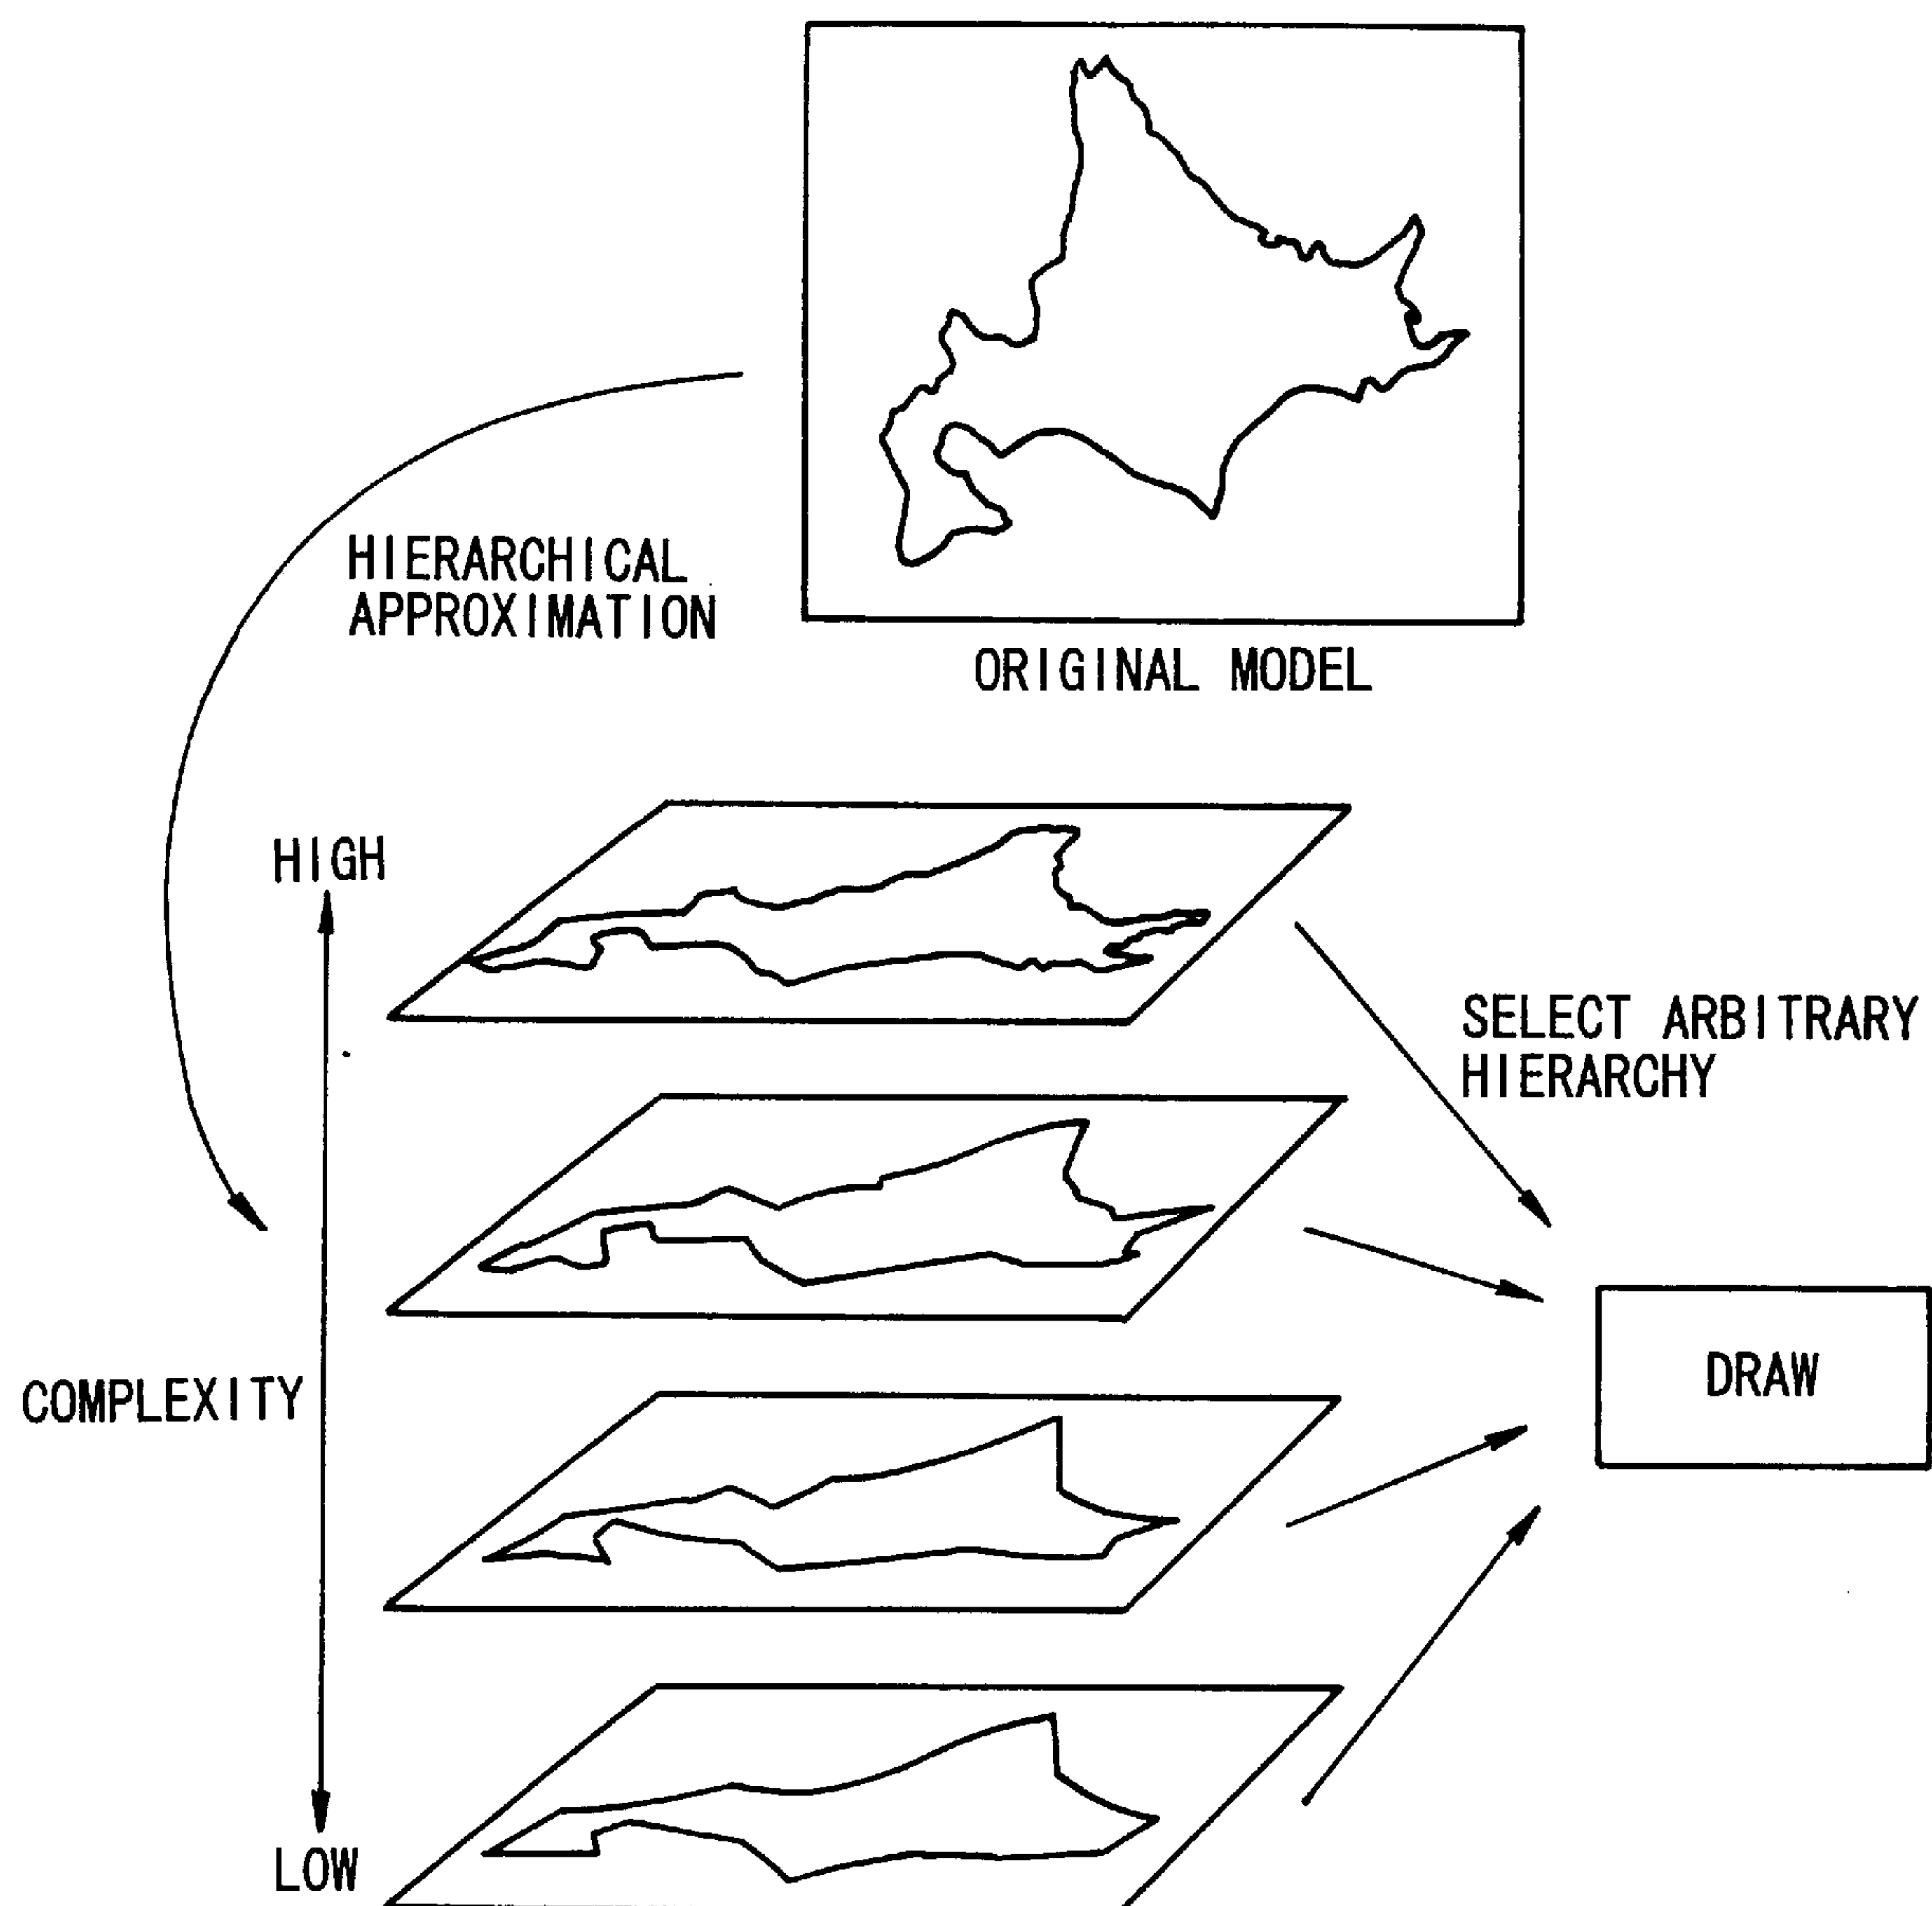 HIERARCHICAL
APPROXIMATION
ORIGINAL MODEL
HIGH
SELECT ARBITRARY
HIERARCHY
DRAW
COMPLEXITY
LOW